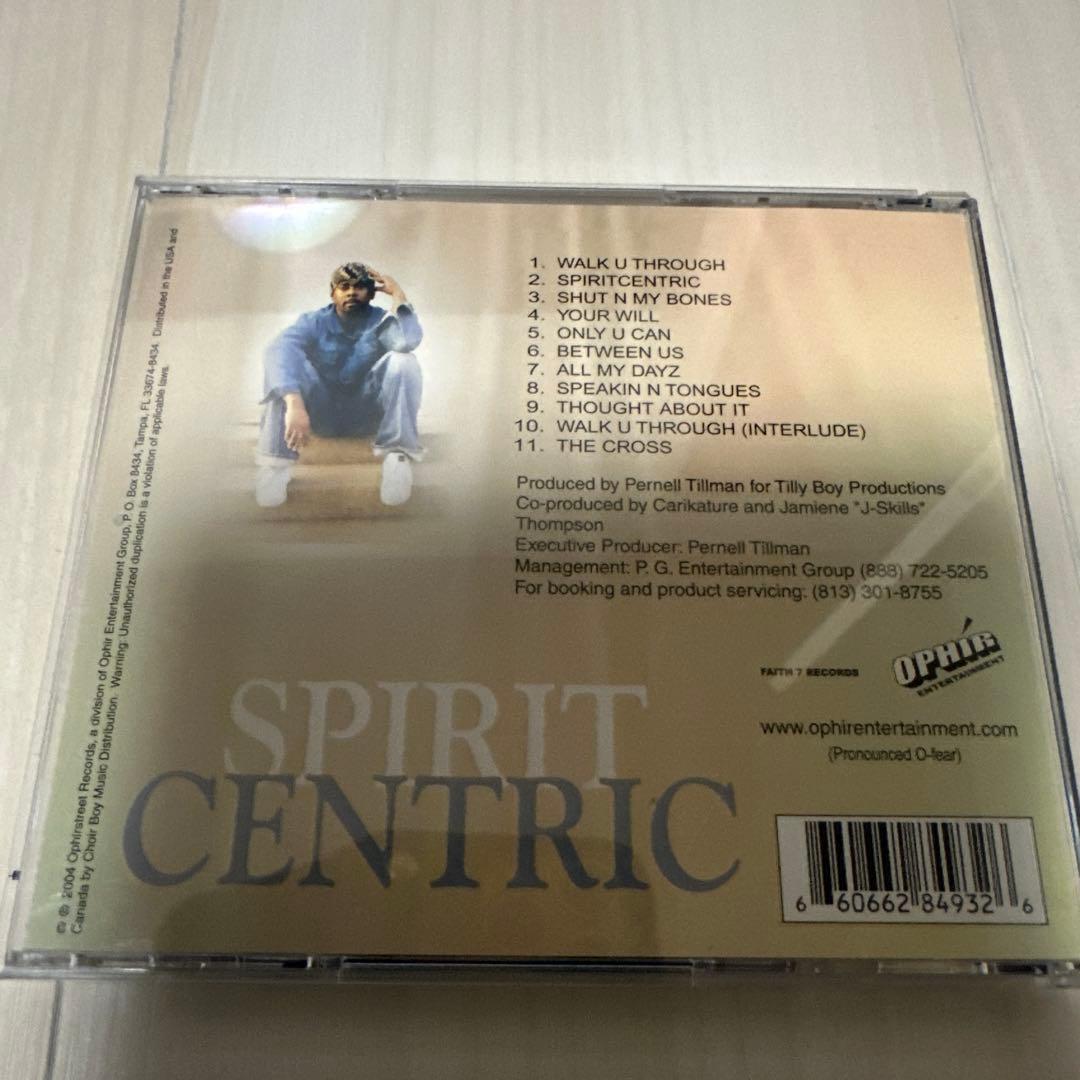 1. WALK U THROUGH
2. SPIRITCENTRIC
3. SHUT N MY BONES
4. YOUR WILL
5. ONLY U CAN
6. BETWEEN US
7. ALL MY DAYZ
8. SPEAKIN N TONGUES
9. THOUGHT ABOUT IT
10. WALK U THROUGH (INTERLUDE)
11. THE CROSS
Produced by Pernell Tillman for Tilly Boy Productions
Co-produced by Carikature and Jamiene "J-Skills"
Thompson
Executive Producer: Pernell Tillman
Management: P. G. Entertainment Group (888) 722-5205
For booking and product servicing: (813) 301-8755
FAITH 7 RECORDS
OPHIR
ENTERTAINMENT
www.ophirentertainment.com
(Pronounced O-fear)
SPIRIT
CENTRIC
6 60662 84932 6
℗ © 2004 Ophirstreet Records, a division of Ophir Entertainment Group, P. O. Box 8434, Tampa, FL 33674-8434. Distributed in the USA and
Canada by Choir Boy Music Distribution. Warning: Unauthorized duplication is a violation of applicable laws.